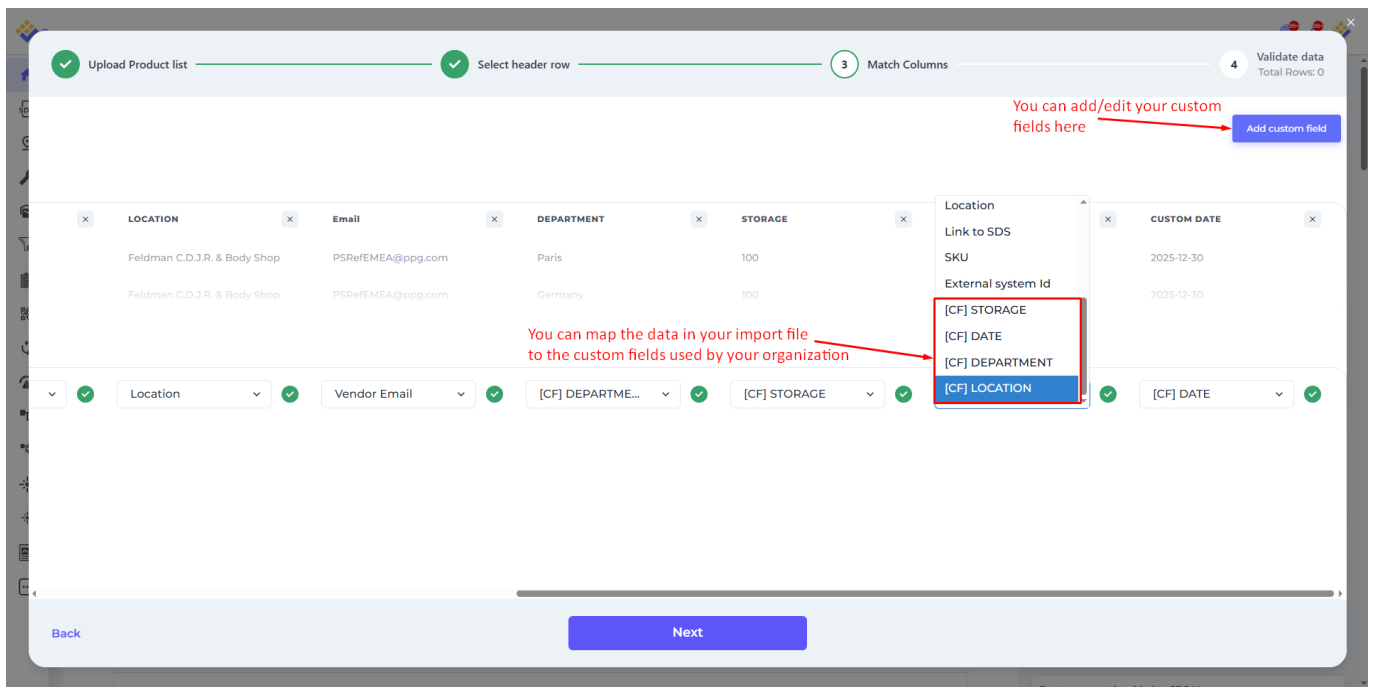 Upload Product list
Select header row
3 Match Columns
4 Validate data
Total Rows: 0
You can add/edit your custom
fields here
Add custom field
LOCATION Email DEPARTMENT STORAGE CUSTOM DATE
Feldman C.D.J.R. & Body Shop PSRefEMEA@ppg.com Paris 100 2025-12-30
Feldman C.D.J.R. & Body Shop PSRefEMEA@ppg.com Germany 100 2025-12-30
Location
Link to SDS
SKU
External system Id
[CF] STORAGE
[CF] DATE
[CF] DEPARTMENT
[CF] LOCATION
You can map the data in your import file
to the custom fields used by your organization
Location Vendor Email [CF] DEPARTME... [CF] STORAGE [CF] DATE
Back Next